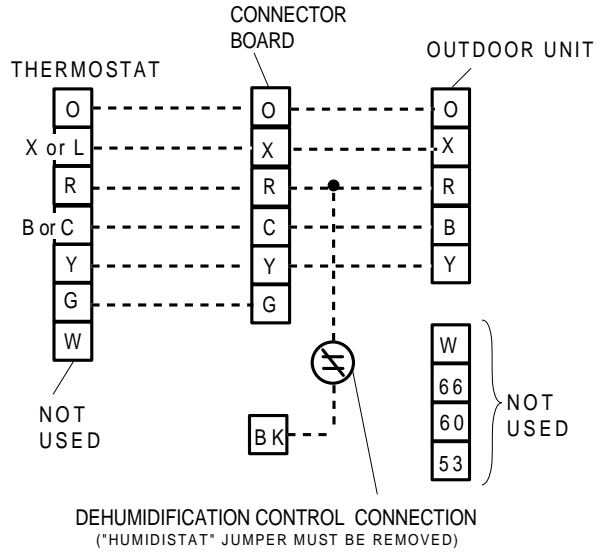 CONNECTOR
BOARD
OUTDOOR UNIT
THERMOSTAT
O O O
X or L X X
R R R
B or C C B
Y Y Y
G G
W
W
66
60
53
NOT
USED
NOT
USED
BK
DEHUMIDIFICATION CONTROL CONNECTION
("HUMIDISTAT" JUMPER MUST BE REMOVED)